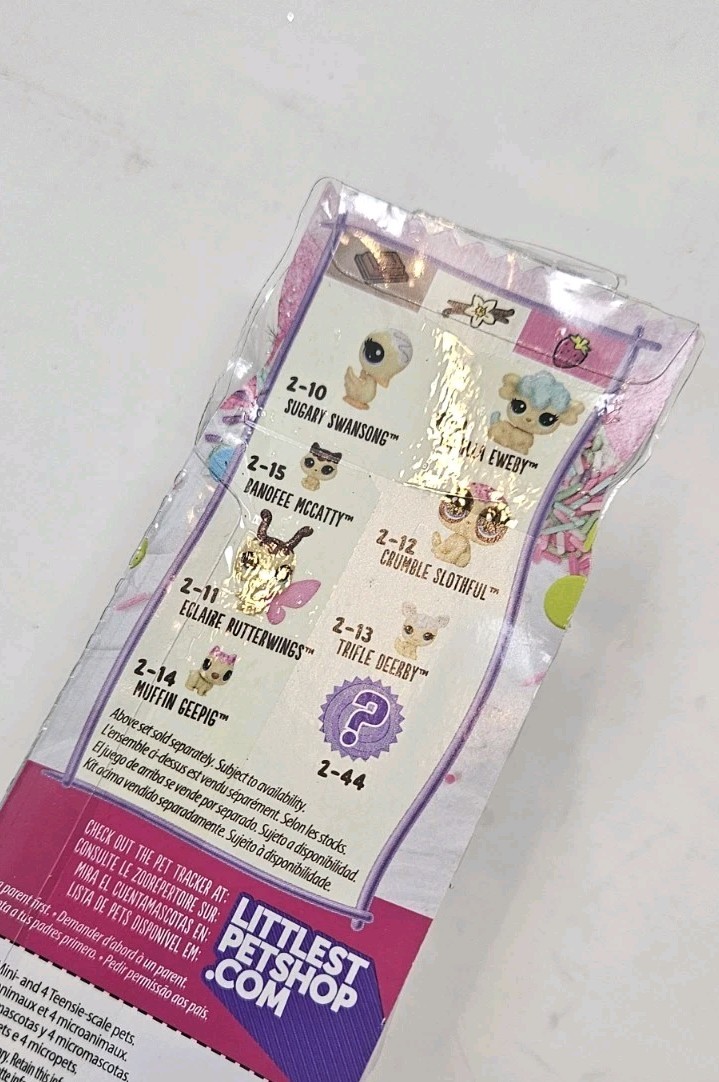 2-10
SUGARY SWANSONG™
EWEBY™
2-15
BANOFEE MCCATTY™
2-12
CRUMBLE SLOTHFUL™
2-11
ECLAIRE BUTTERWINGS™
2-13
TRIFLE DEERBY™
2-14
MUFFIN GEEPIG™
?
2-44
Above set sold separately. Subject to availability.
L'ensemble ci-dessus est vendu séparément. Selon les stocks.
El juego de arriba se vende por separado. Sujeto a disponibilidad.
Kit acima vendido separadamente. Sujeito à disponibilidade.
CHECK OUT THE PET TRACKER AT:
CONSULTE LE ZOOREPERTOIRE SUR:
MIRA EL CUENTAMASCOTAS EN:
LISTA DE PETS DISPONIVEL EM:
parent first. • Demander d'abord à un parent.
a tus padres primero. • Pedir permissão aos pais.
LITTLEST
PETSHOP
.COM
Mini- and 4 Teensie-scale pets.
animaux et 4 microanimaux.
mascotas y 4 micromascotas.
pets e 4 micropets.
Retain this